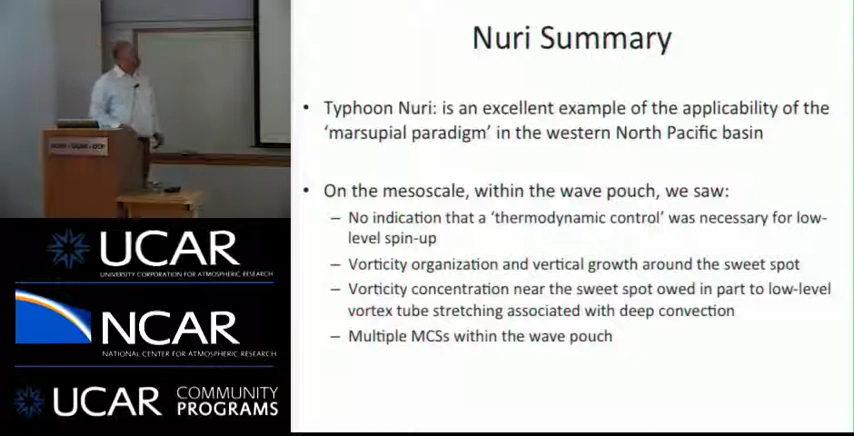 Nuri Summary
• Typhoon Nuri: is an excellent example of the applicability of the
'marsupial paradigm' in the western North Pacific basin
• On the mesoscale, within the wave pouch, we saw:
– No indication that a 'thermodynamic control' was necessary for low-
level spin-up
– Vorticity organization and vertical growth around the sweet spot
– Vorticity concentration near the sweet spot owed in part to low-level
vortex tube stretching associated with deep convection
– Multiple MCSs within the wave pouch
UCAR
UNIVERSITY CORPORATION FOR ATMOSPHERIC RESEARCH
NCAR
NATIONAL CENTER FOR ATMOSPHERIC RESEARCH
UCAR COMMUNITY
PROGRAMS